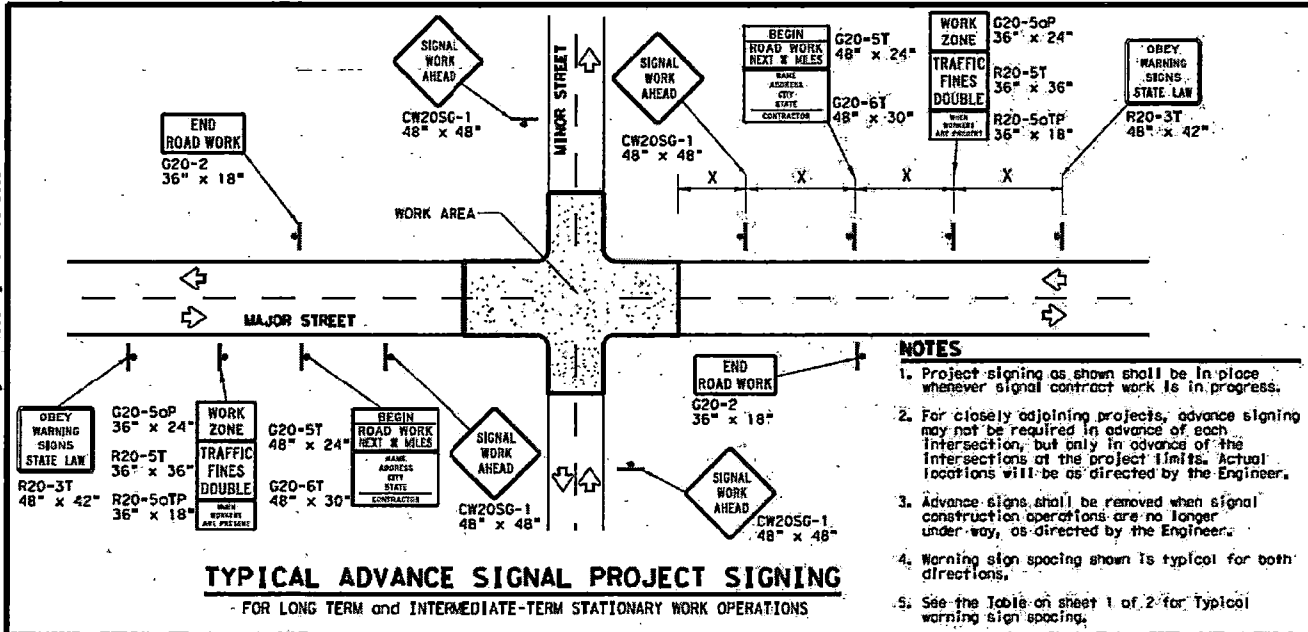 SIGNAL
WORK
AHEAD
CW20SG-1
48" x 48"
MINOR STREET
SIGNAL
WORK
AHEAD
CW20SG-1
48" x 48"
BEGIN
ROAD WORK
NEXT X MILES
NAME
ADDRESS
CITY
STATE
CONTRACTOR
G20-5T
48" x 24"
G20-6T
48" x 30"
WORK
ZONE
TRAFFIC
FINES
DOUBLE
WHEN
WORKERS
ARE PRESENT
G20-5aP
36" x 24"
R20-5T
36" x 36"
R20-5aTP
36" x 18"
OBEY
WARNING
SIGNS
STATE LAW
R20-3T
48" x 42"
END
ROAD WORK
G20-2
36" x 18"
X X X X
WORK AREA
MAJOR STREET
OBEY
WARNING
SIGNS
STATE LAW
R20-3T
48" x 42"
G20-5aP
36" x 24"
R20-5T
36" x 36"
R20-5aTP
36" x 18"
WORK
ZONE
TRAFFIC
FINES
DOUBLE
WHEN
WORKERS
ARE PRESENT
G20-5T
48" x 24"
G20-6T
48" x 30"
BEGIN
ROAD WORK
NEXT X MILES
NAME
ADDRESS
CITY
STATE
CONTRACTOR
SIGNAL
WORK
AHEAD
CW20SG-1
48" x 48"
SIGNAL
WORK
AHEAD
CW20SG-1
48" x 48"
END
ROAD WORK
G20-2
36" x 18"
TYPICAL ADVANCE SIGNAL PROJECT SIGNING
FOR LONG TERM and INTERMEDIATE-TERM STATIONARY WORK OPERATIONS
NOTES
1. Project signing as shown shall be in place
whenever signal contract work is in progress.
2. For closely adjoining projects, advance signing
may not be required in advance of each
intersection, but only in advance of the
intersections at the project limits. Actual
locations will be as directed by the Engineer.
3. Advance signs shall be removed when signal
construction operations are no longer
under way, as directed by the Engineer.
4. Warning sign spacing shown is typical for both
directions.
5. See the Table on sheet 1 of 2 for Typical
warning sign spacing.